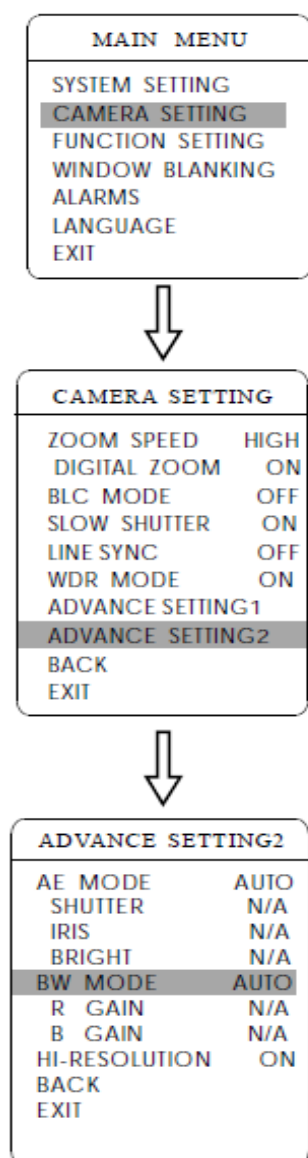 MAIN MENU
SYSTEM SETTING
CAMERA SETTING
FUNCTION SETTING
WINDOW BLANKING
ALARMS
LANGUAGE
EXIT
CAMERA SETTING
ZOOM SPEED HIGH
DIGITAL ZOOM ON
BLC MODE OFF
SLOW SHUTTER ON
LINE SYNC OFF
WDR MODE ON
ADVANCE SETTING1
ADVANCE SETTING2
BACK
EXIT
ADVANCE SETTING2
AE MODE AUTO
SHUTTER N/A
IRIS N/A
BRIGHT N/A
BW MODE AUTO
R GAIN N/A
B GAIN N/A
HI-RESOLUTION ON
BACK
EXIT